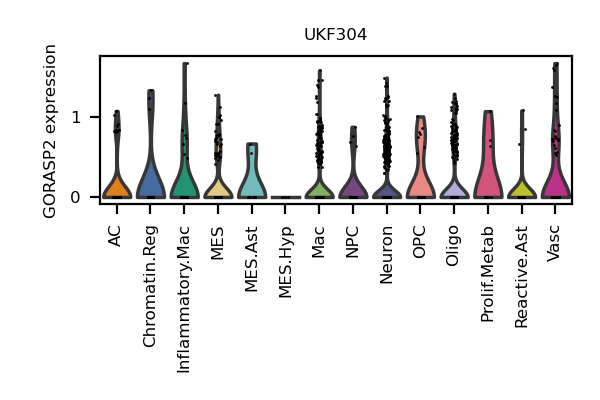 UKF304
GORASP2 expression
1
0
AC
Chromatin.Reg
Inflammatory.Mac
MES
MES.Ast
MES.Hyp
Mac
NPC
Neuron
OPC
Oligo
Prolif.Metab
Reactive.Ast
Vasc